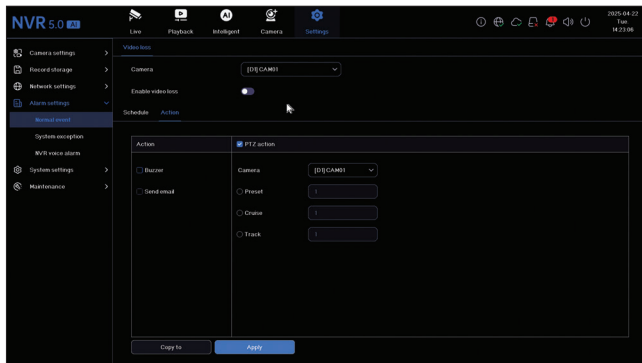 NVR 5.0 AI
Live
Playback
AI
Intelligent
Camera
Settings
2025-04-22
Tue.
14:23:06
Camera settings
Record storage
Network settings
Alarm settings
Normal event
System exception
NVR voice alarm
System settings
Maintenance
Video loss
Camera
[D1] CAM01
Enable video loss
Schedule
Action
Action
PTZ action
Buzzer
Send email
Camera
[D1] CAM01
Preset
1
Cruise
1
Track
1
Copy to
Apply